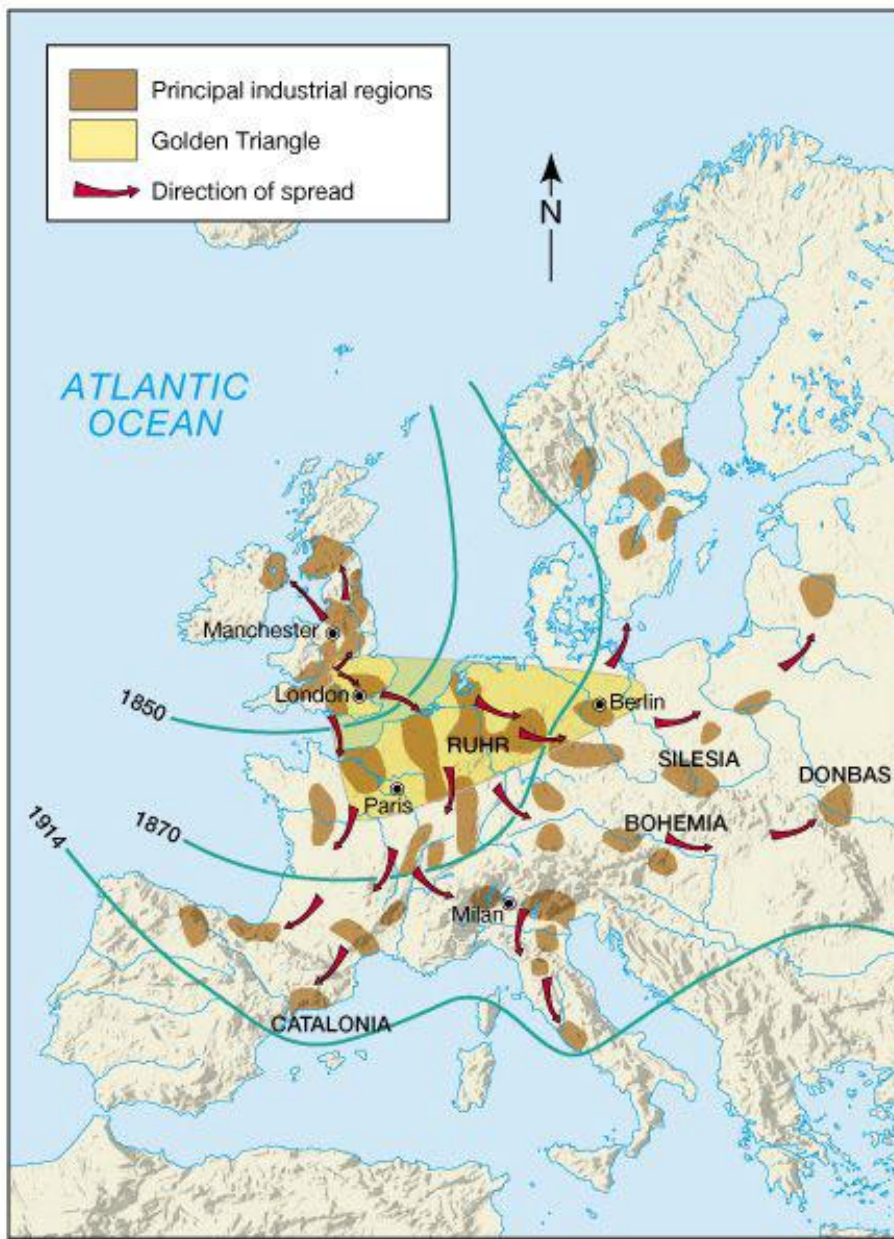 Principal industrial regions
Golden Triangle
Direction of spread
N
ATLANTIC
OCEAN
Manchester
London
1850
Berlin
RUHR
SILESIA
DONBAS
Paris
1914
1870
BOHEMIA
Milan
CATALONIA